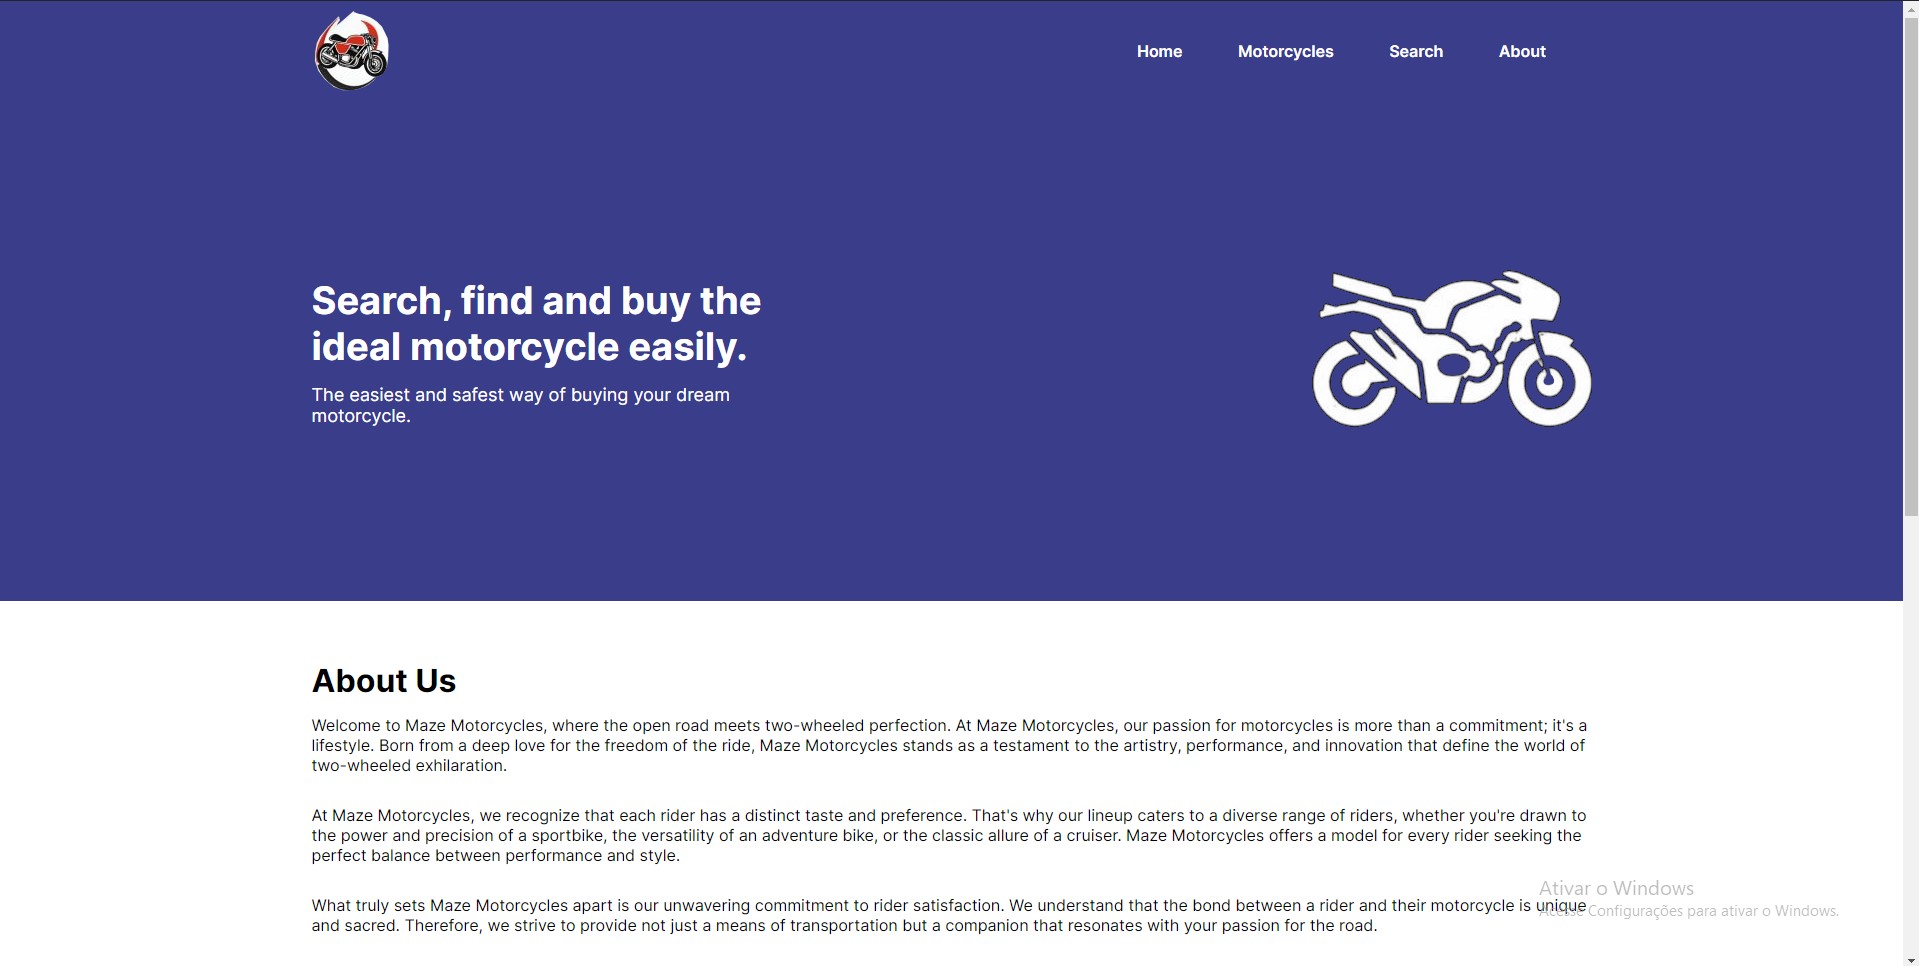 Home
Motorcycles
Search
About
Search, find and buy the
ideal motorcycle easily.
The easiest and safest way of buying your dream
motorcycle.
About Us
Welcome to Maze Motorcycles, where the open road meets two-wheeled perfection. At Maze Motorcycles, our passion for motorcycles is more than a commitment; it's a
lifestyle. Born from a deep love for the freedom of the ride, Maze Motorcycles stands as a testament to the artistry, performance, and innovation that define the world of
two-wheeled exhilaration.
At Maze Motorcycles, we recognize that each rider has a distinct taste and preference. That's why our lineup caters to a diverse range of riders, whether you're drawn to
the power and precision of a sportbike, the versatility of an adventure bike, or the classic allure of a cruiser. Maze Motorcycles offers a model for every rider seeking the
perfect balance between performance and style.
What truly sets Maze Motorcycles apart is our unwavering commitment to rider satisfaction. We understand that the bond between a rider and their motorcycle is unique
and sacred. Therefore, we strive to provide not just a means of transportation but a companion that resonates with your passion for the road.
Ativar o Windows
Acesse Configurações para ativar o Windows.